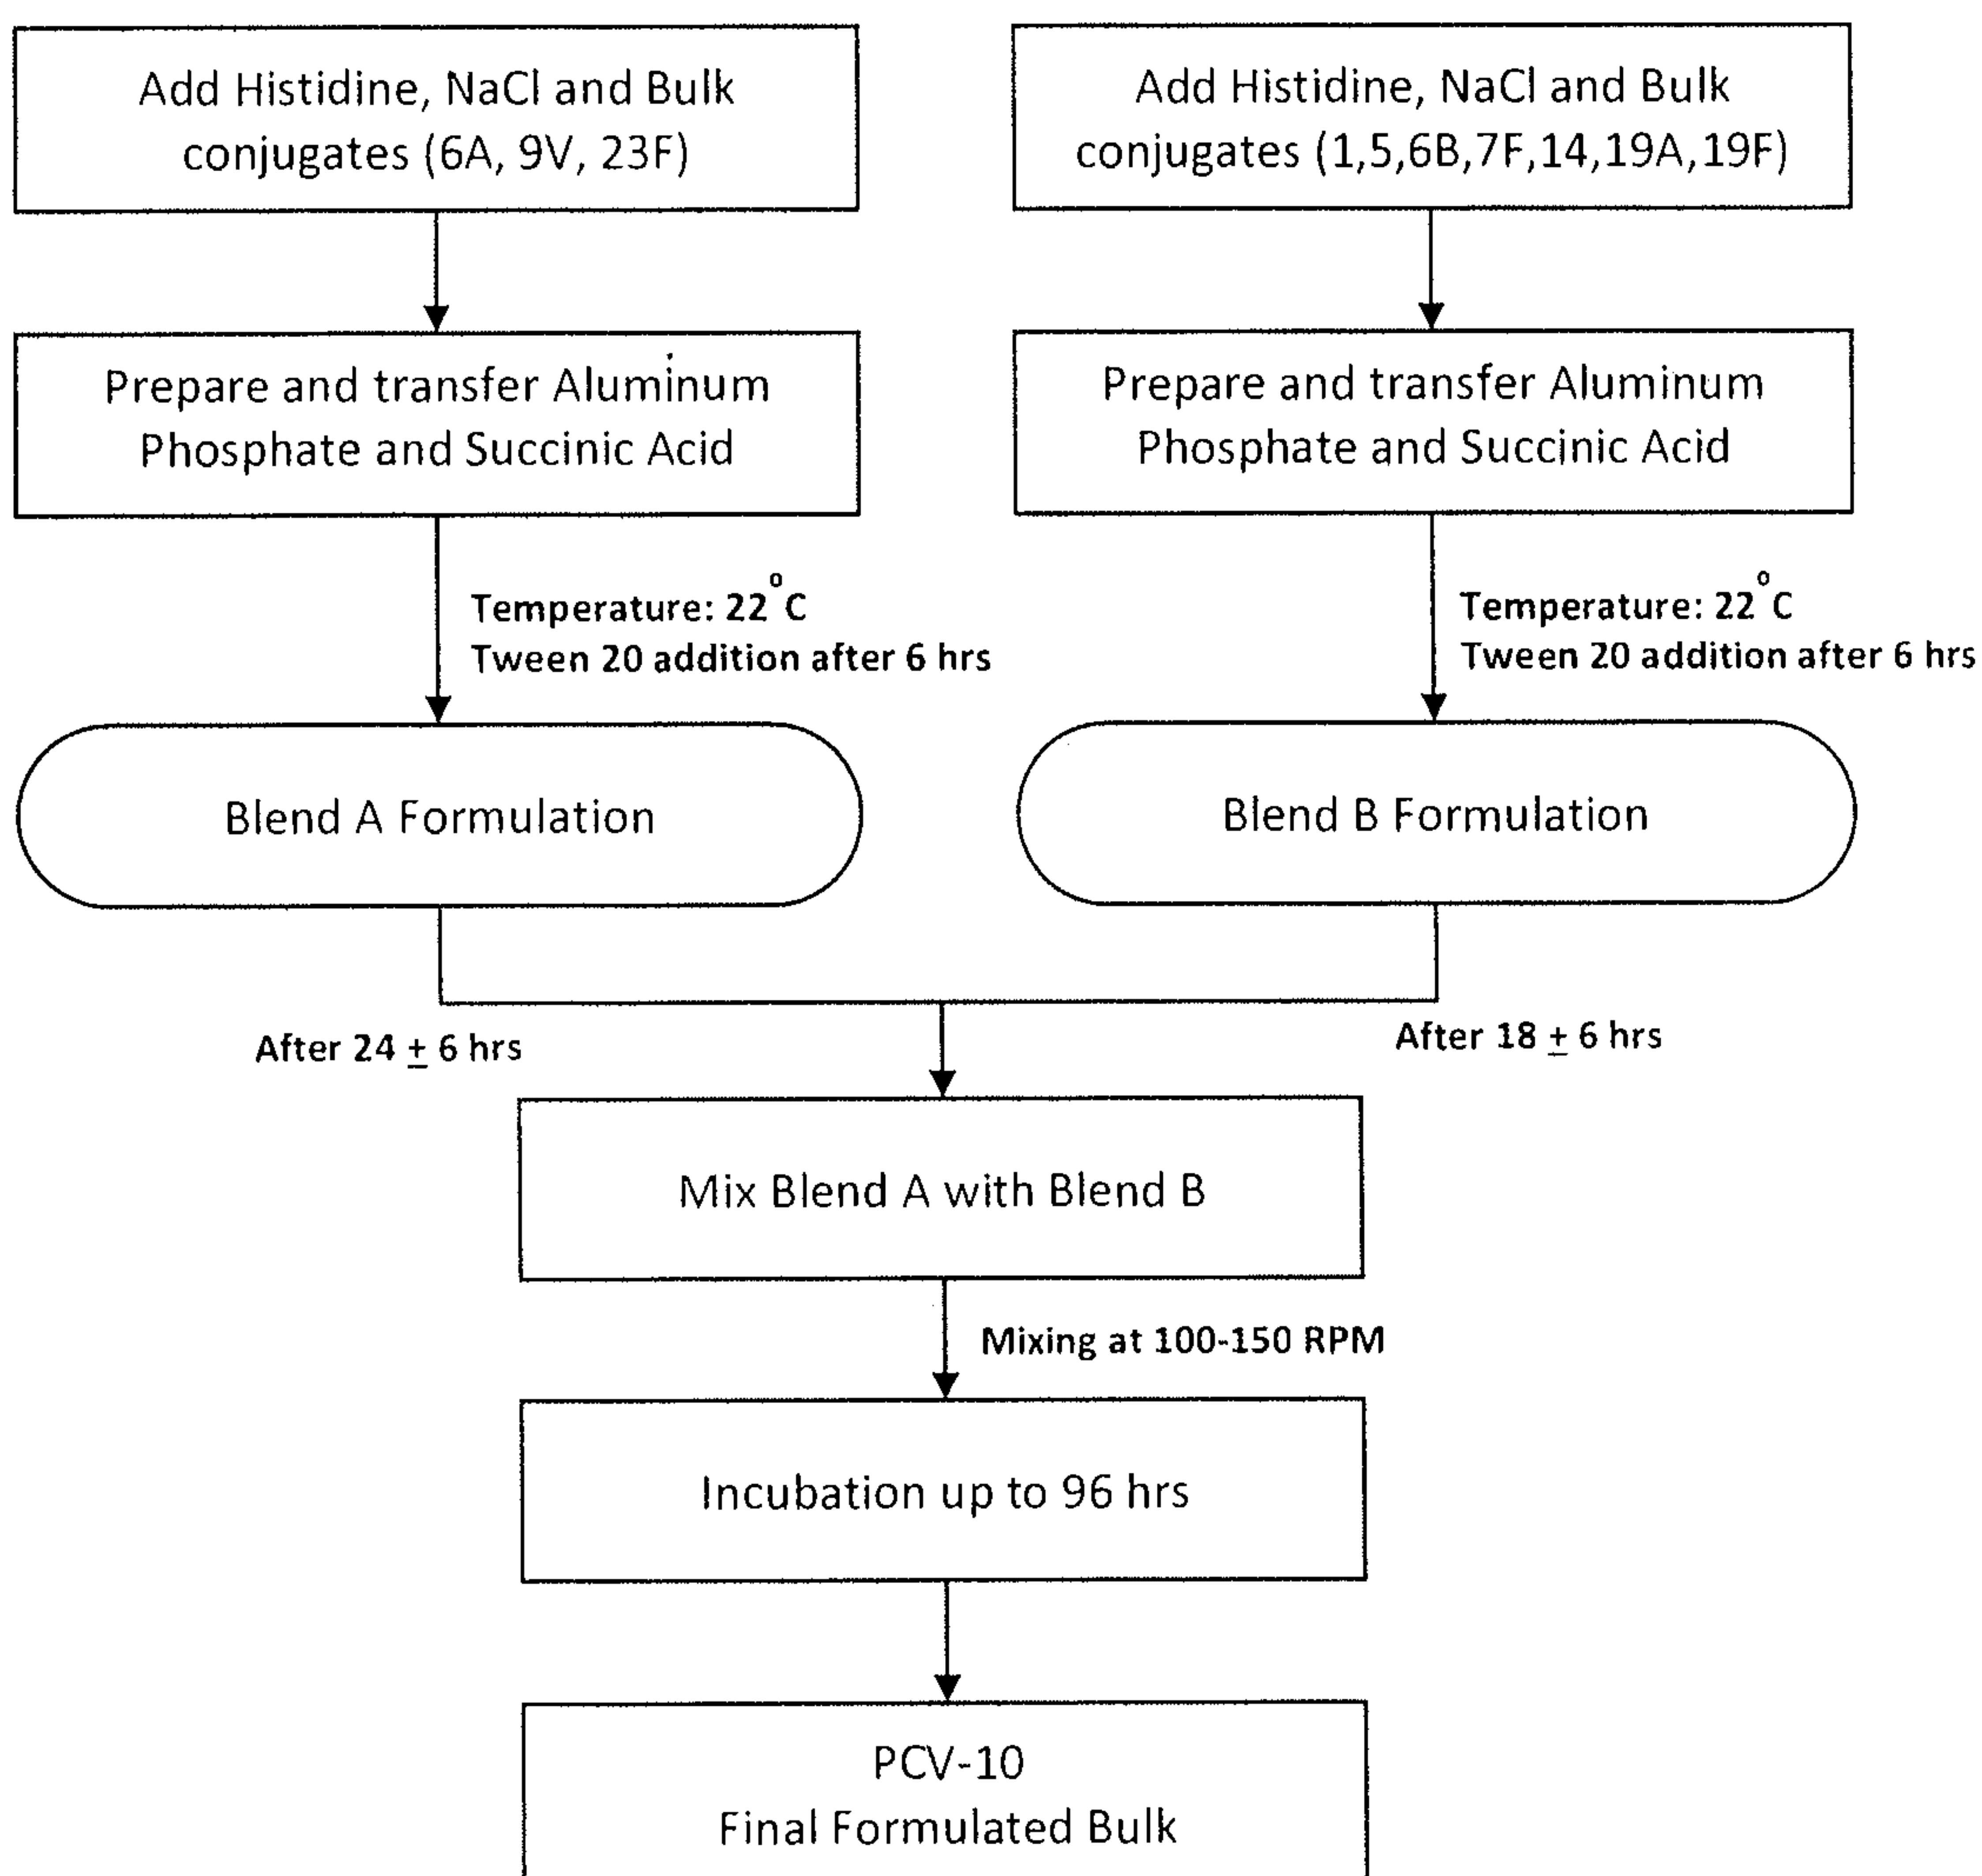 Add Histidine, NaCl and Bulk
conjugates (6A, 9V, 23F)
Add Histidine, NaCl and Bulk
conjugates (1,5,6B,7F,14,19A,19F)
Prepare and transfer Aluminum
Phosphate and Succinic Acid
Prepare and transfer Aluminum
Phosphate and Succinic Acid
Temperature: 22°C
Tween 20 addition after 6 hrs
Temperature: 22°C
Tween 20 addition after 6 hrs
Blend A Formulation
Blend B Formulation
After 24 ± 6 hrs
After 18 ± 6 hrs
Mix Blend A with Blend B
Mixing at 100-150 RPM
Incubation up to 96 hrs
PCV-10
Final Formulated Bulk